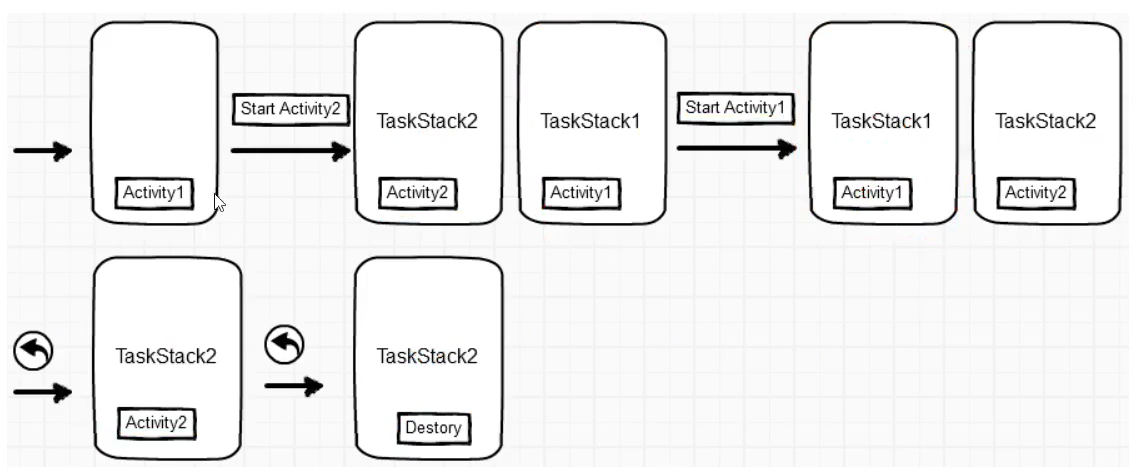 Start Activity2
Start Activity1
TaskStack2
TaskStack1
TaskStack1
TaskStack2
Activity1
Activity2
Activity1
Activity1
Activity2
TaskStack2
TaskStack2
Activity2
Destory